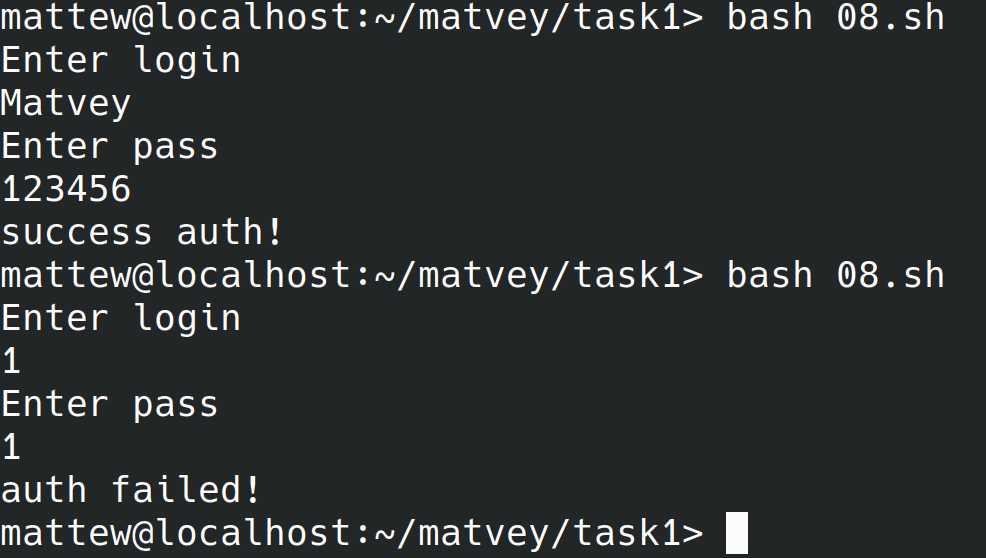 mattew@localhost:~/matvey/task1> bash 08.sh
Enter login
Matvey
Enter pass
123456
success auth!
mattew@localhost:~/matvey/task1> bash 08.sh
Enter login
1
Enter pass
1
auth failed!
mattew@localhost:~/matvey/task1>